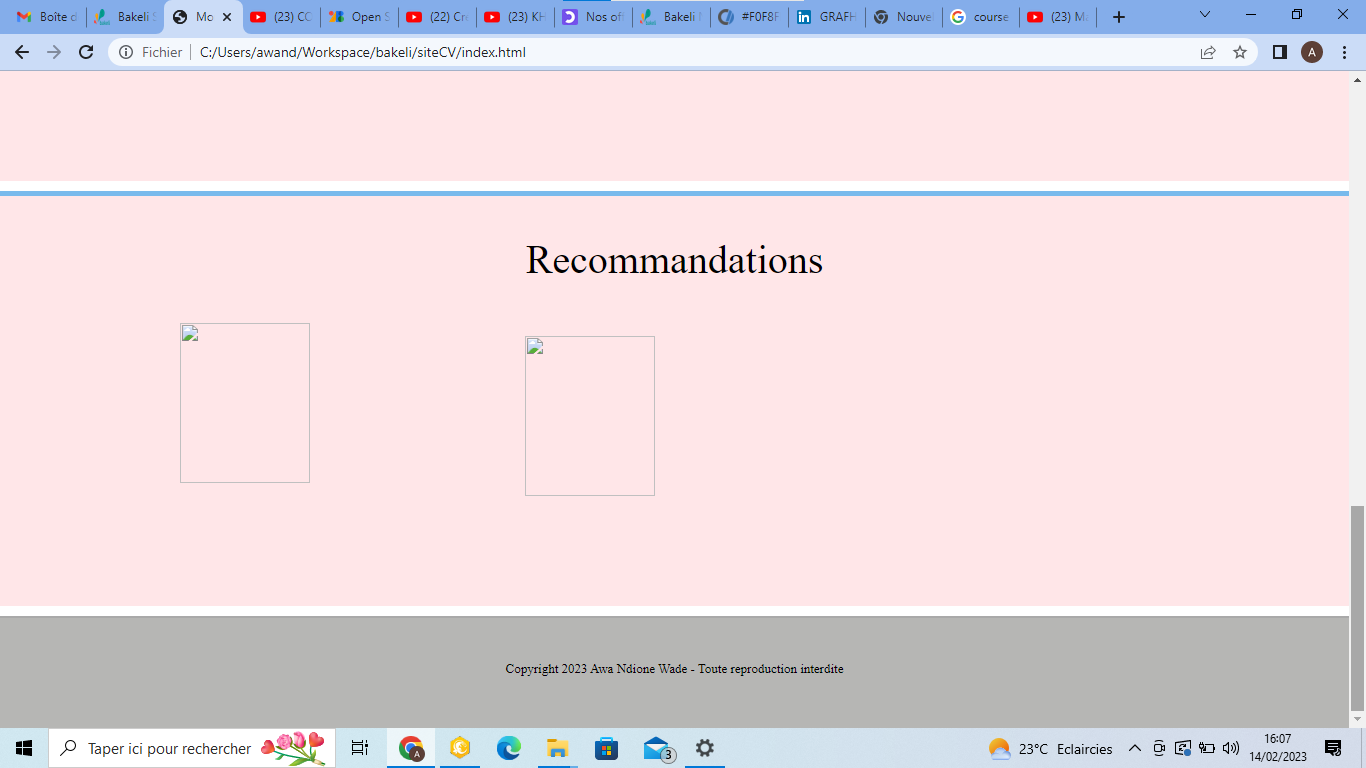 Boîte d
Bakeli S
Mo
(23) CC
Open S
(22) Cr
(23) KH
Nos off
Bakeli
#F0F8F
GRAFH
Nouvel
course
(23) M
Fichier C:/Users/awand/Workspace/bakeli/siteCV/index.html
A
Recommandations
Copyright 2023 Awa Ndione Wade - Toute reproduction interdite
Taper ici pour rechercher
A
3
23°C Eclaircies
16:07
14/02/2023